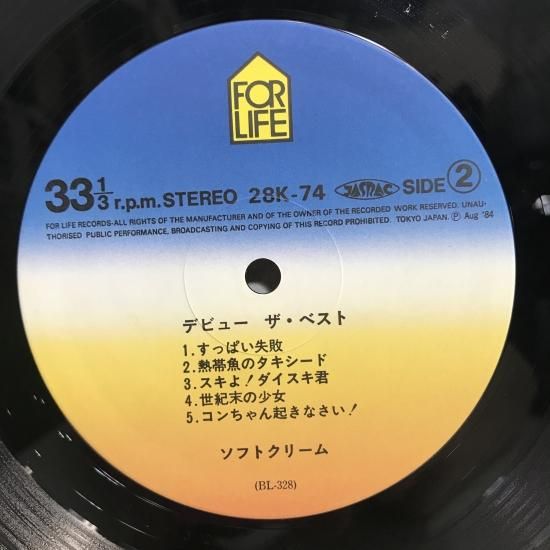 FOR
LIFE
33 1/3 r.p.m. STEREO 28K-74 JASRAC SIDE 2
FOR LIFE RECORDS·ALL RIGHTS OF THE MANUFACTURER AND OF THE OWNER OF THE RECORDED WORK RESERVED. UNAU-
THORISED PUBLIC PERFORMANCE, BROADCASTING AND COPYING OF THIS RECORD PROHIBITED. TOKYO JAPAN. Ⓟ Aug '84
デビュー ザ・ベスト
1.すっぱい失敗
2.熱帯魚のタキシード
3.スキよ!ダイスキ君
4.世紀末の少女
5.コンちゃん起きなさい!
ソフトクリーム
(BL-328)